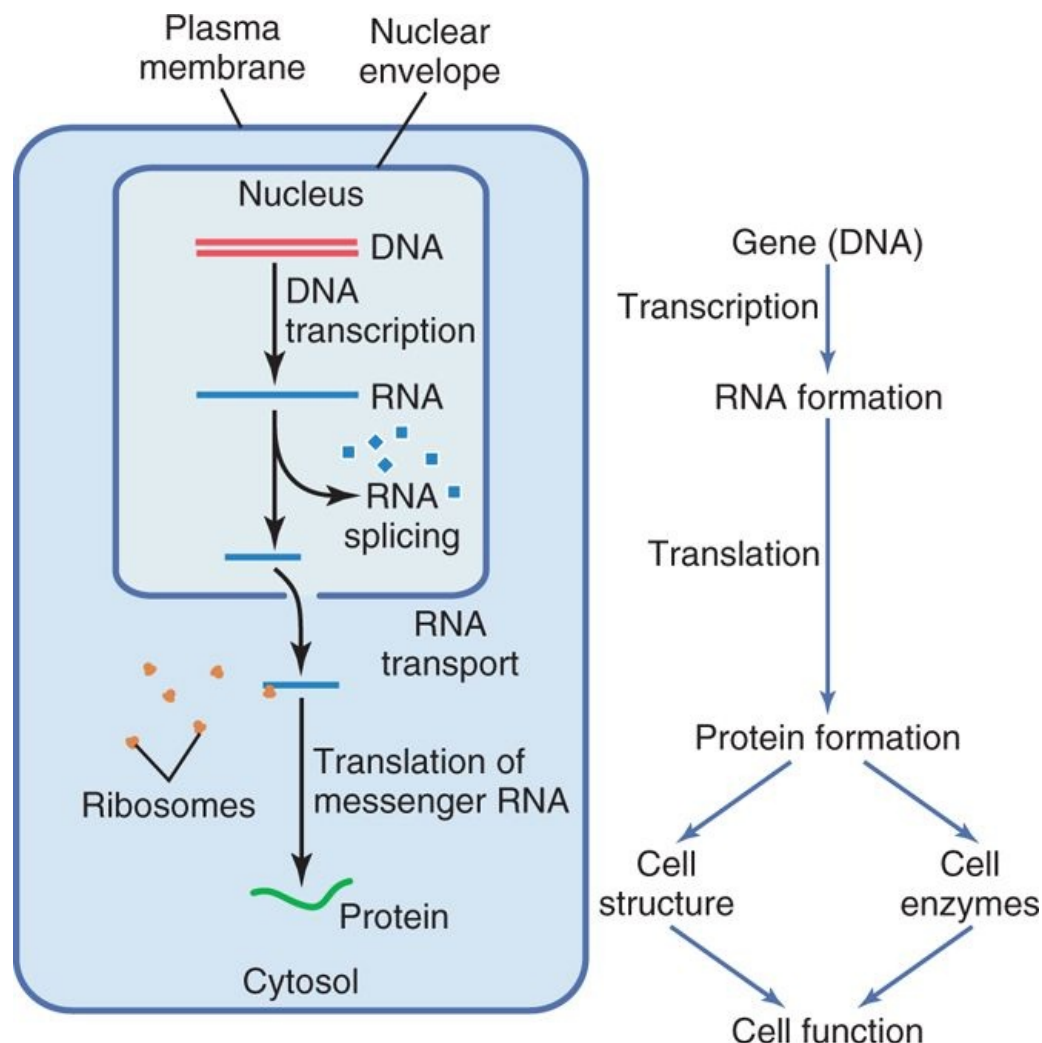 Plasma
membrane
Nuclear
envelope
Nucleus
DNA
DNA
transcription
RNA
RNA
splicing
RNA
transport
Ribosomes
Translation of
messenger RNA
Protein
Cytosol
Gene (DNA)
Transcription
RNA formation
Translation
Protein formation
Cell
structure
Cell
enzymes
Cell function